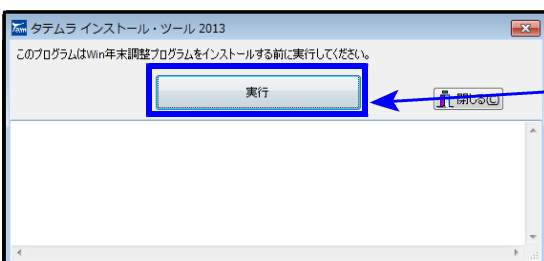 タテムラ インストール・ツール 2013
このプログラムはWin年末調整プログラムをインストールする前に実行してください。
実行
閉じる(C)